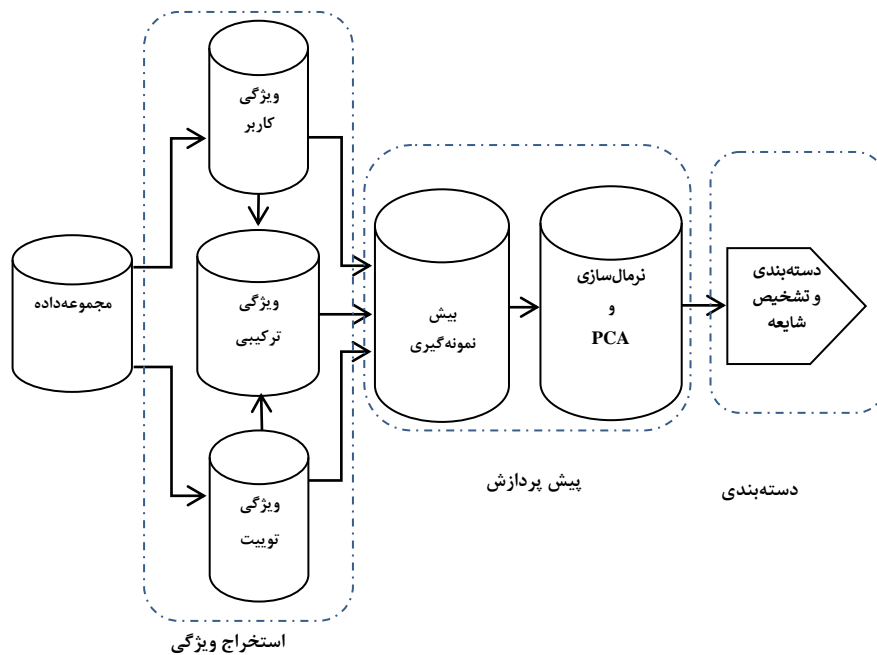 ویژگی
کاربر
مجموعه‌داده
ویژگی
ترکیبی
ویژگی
توییت
استخراج ویژگی
بیش
نمونه‌گیری
نرمال‌سازی
و
PCA
پیش پردازش
دسته‌بندی
و تشخیص
شایعه
دسته‌بندی